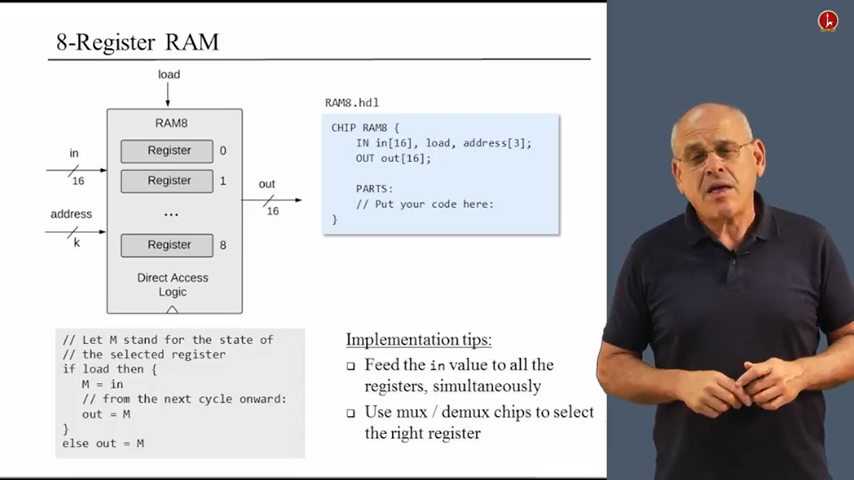 8-Register RAM
load
RAM8
Register 0
in
16
Register 1
out
16
...
address
k
Register 8
Direct Access
Logic
RAM8.hdl
CHIP RAM8 {
IN in[16], load, address[3];
OUT out[16];
PARTS:
// Put your code here:
}
// Let M stand for the state of
// the selected register
if load then {
M = in
// from the next cycle onward:
out = M
}
else out = M
Implementation tips:
Feed the in value to all the
registers, simultaneously
Use mux / demux chips to select
the right register